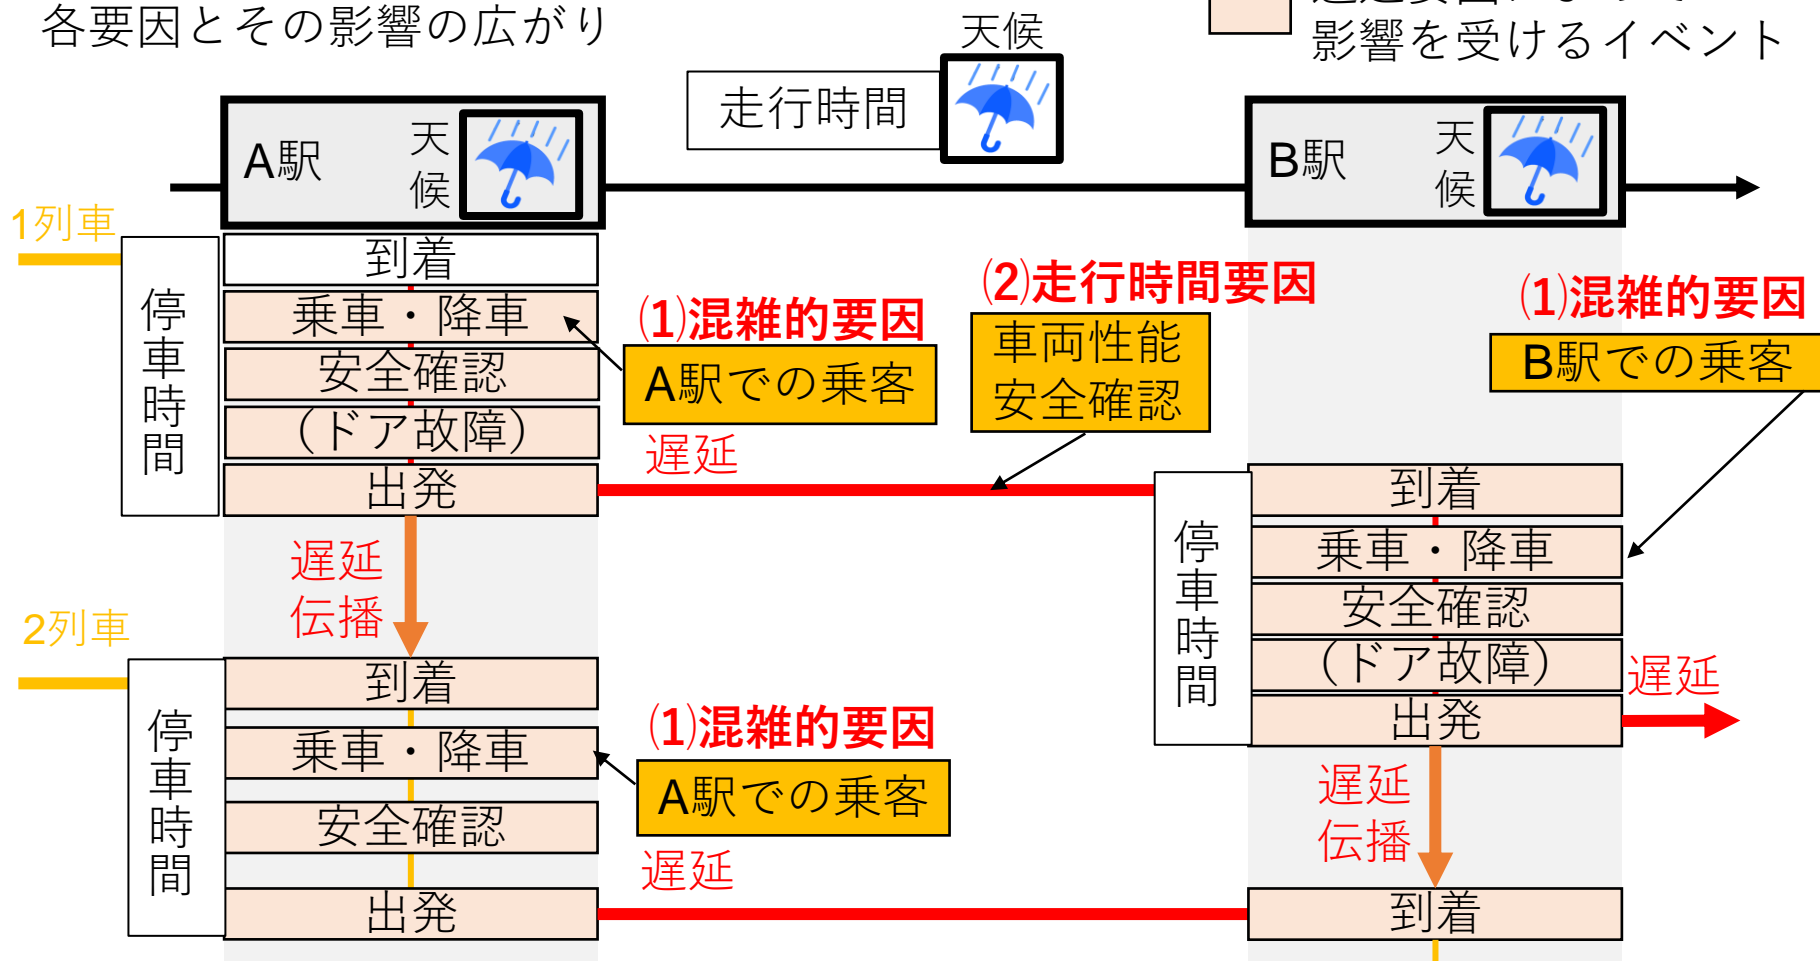 各要因とその影響の広がり
影響を受けるイベント
天候
走行時間
A駅
天候
B駅
天候
1列車
停車時間
到着
乗車・降車
安全確認
(ドア故障)
出発
(1)混雑的要因
A駅での乗客
遅延
(2)走行時間要因
車両性能
安全確認
(1)混雑的要因
B駅での乗客
停車時間
到着
乗車・降車
安全確認
(ドア故障)
出発
遅延
遅延
伝播
2列車
停車時間
到着
乗車・降車
安全確認
出発
(1)混雑的要因
A駅での乗客
遅延
遅延
伝播
到着